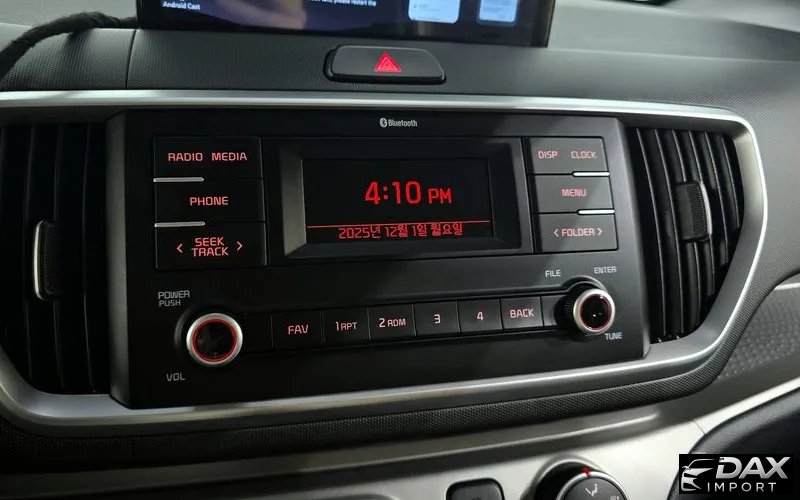 Android Cast
Bluetooth
RADIO MEDIA
DISP CLOCK
4:10 PM
PHONE
MENU
2025년 12월 1일 월요일
< SEEK >
TRACK
< FOLDER >
POWER
PUSH
FILE
ENTER
FAV
1 RPT
2 RDM
3
4
BACK
TUNE
VOL
DAX
IMPORT